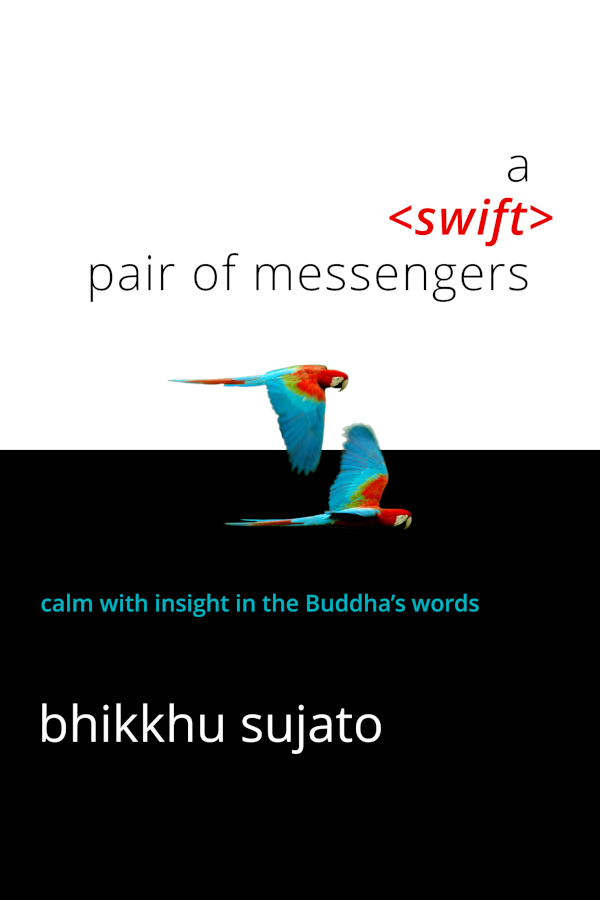 a
<swift>
pair of messengers
calm with insight in the Buddha’s words
bhikkhu sujato